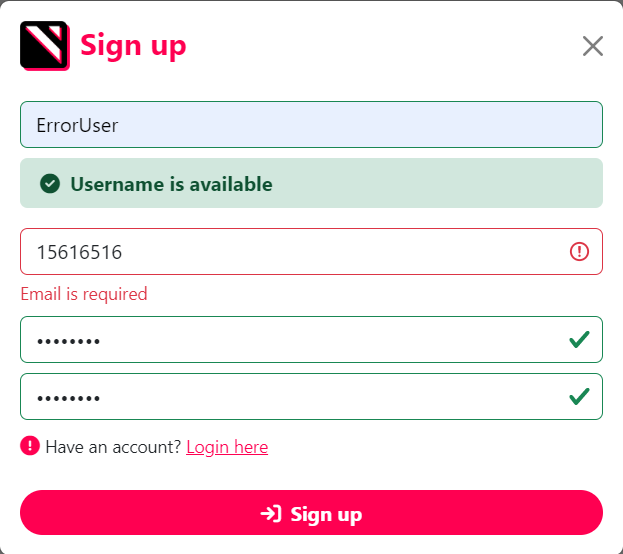 Sign up
ErrorUser
Username is available
15616516
Email is required
••••••••
••••••••
Have an account? Login here
Sign up